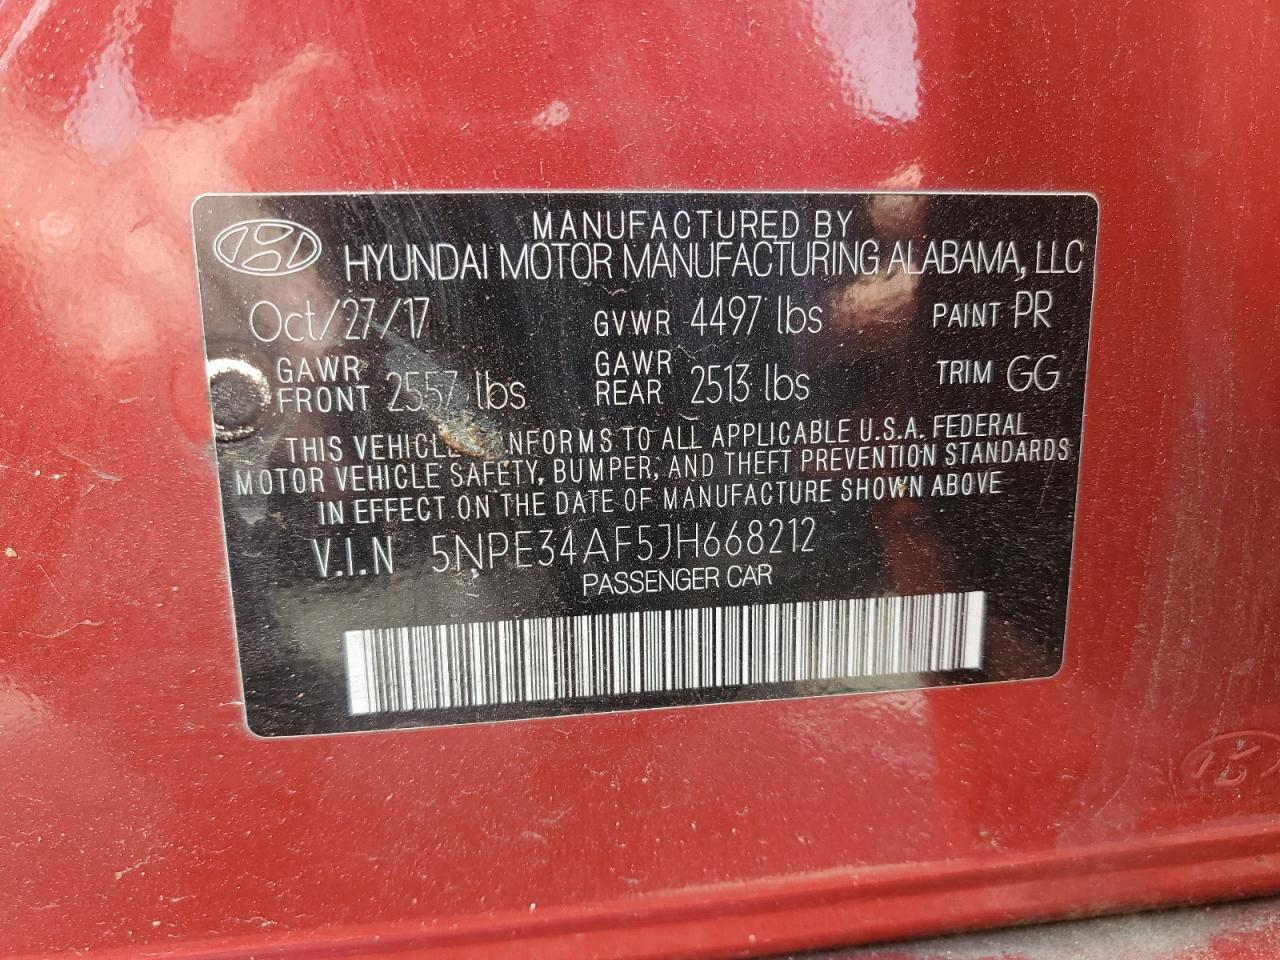 MANUFACTURED BY
HYUNDAI MOTOR MANUFACTURING ALABAMA, LLC
Oct/27/17 GVWR 4497 lbs PAINT PR
GAWR FRONT 2557 lbs GAWR REAR 2513 lbs TRIM GG
THIS VEHICLE CONFORMS TO ALL APPLICABLE U.S.A. FEDERAL
MOTOR VEHICLE SAFETY, BUMPER, AND THEFT PREVENTION STANDARDS
IN EFFECT ON THE DATE OF MANUFACTURE SHOWN ABOVE
V.I.N 5NPE34AF5JH668212
PASSENGER CAR